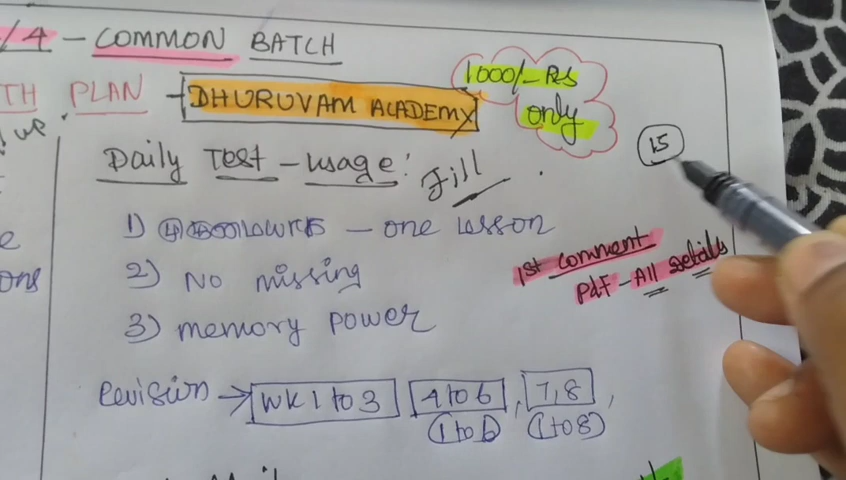 /4 - COMMON BATCH
TH PLAN - DHURUVAM ACADEMY
1000/- RS
only
15
Daily Test - usage: Fill
1) - one lesson
2) No missing
3) memory power
1st comment
Pdf - All details
Revision → WK 1 to 3 4 to 6, 7,8,
(1 to 6) (1 to 8)
e
ons